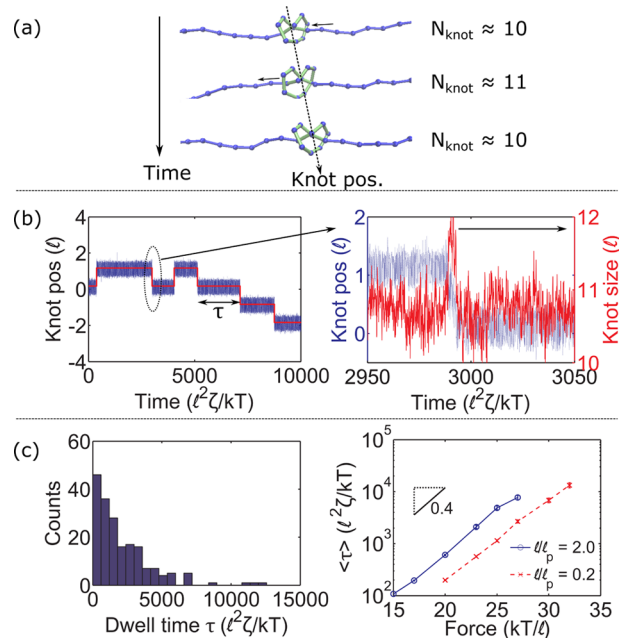 (a)
N_knot ≈ 10
N_knot ≈ 11
N_knot ≈ 10
Time
Knot pos.
(b)
Knot pos (ℓ)
4
2
0
-2
-4
τ
0 5000 10000
Time (ℓ²ζ/kT)
Knot pos (ℓ)
2
1
0
12
11
10
Knot size (ℓ)
2950 3000 3050
Time (ℓ²ζ/kT)
(c)
Counts
60
40
20
0
0 5000 10000 15000
Dwell time τ (ℓ²ζ/kT)
<τ> (ℓ²ζ/kT)
10⁵
10⁴
10³
10²
0.4
ℓ/ℓ_p = 2.0
ℓ/ℓ_p = 0.2
15 20 25 30 35
Force (kT/ℓ)